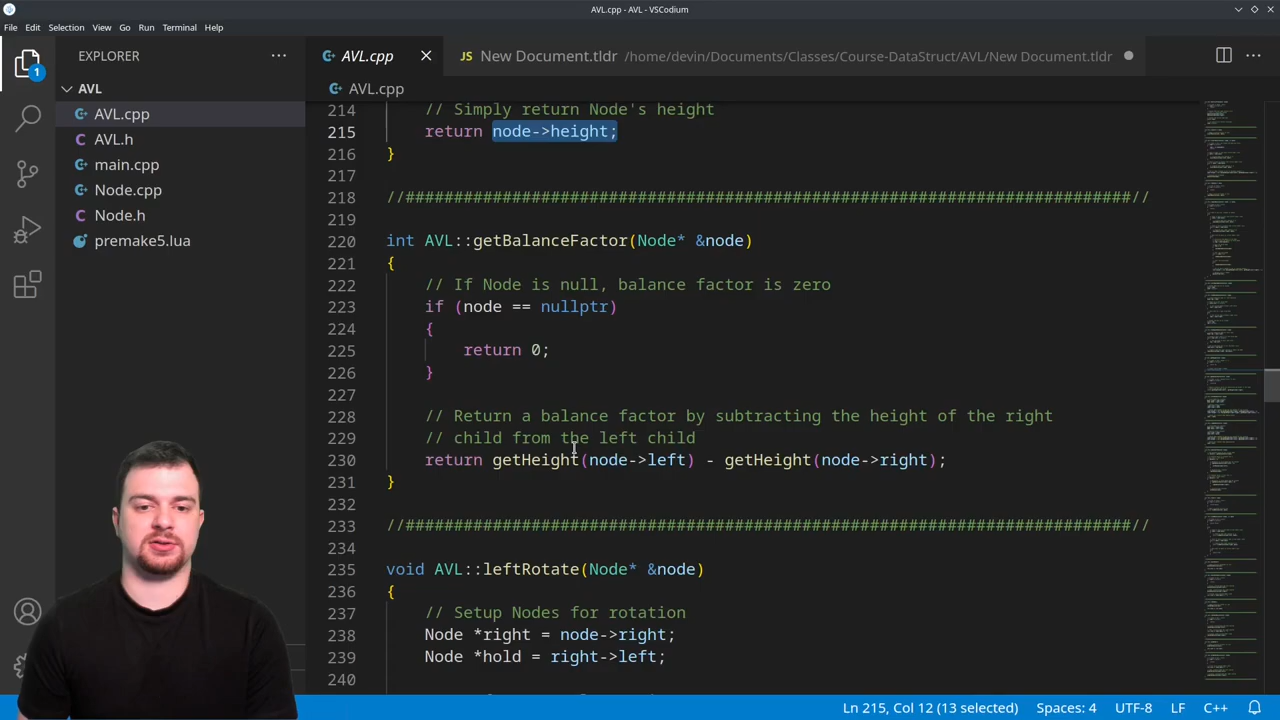 AVL.cpp - AVL - VSCodium
File Edit Selection View Go Run Terminal Help
EXPLORER
AVL.cpp
New Document.tldr /home/devin/Documents/Classes/Course-DataStruct/AVL/New Document.tldr
1
AVL
AVL.cpp
AVL.cpp
AVL.h
main.cpp
Node.cpp
Node.h
premake5.lua
214 // Simply return Node's height
215 return node->height;
216 }
217
218 //###########################################################################//
219
220 int AVL:: (Node* &node)
221 {
222 // If Node is null, balance factor is zero
223 if (node == nullptr)
224 {
225 return 0;
226 }
227
228 // Return balance factor by subtracting the height of the right
229 // child from the left child
230 return getHeight(node->left) - getHeight(node->right);
231 }
232
233 //###########################################################################//
234
235 void AVL:: (Node* &node)
236 {
237 Setup nodes for rotation
238 Node *right = node->right;
239 Node = right->left;
240
Ln 215, Col 12 (13 selected) Spaces: 4 UTF-8 LF C++